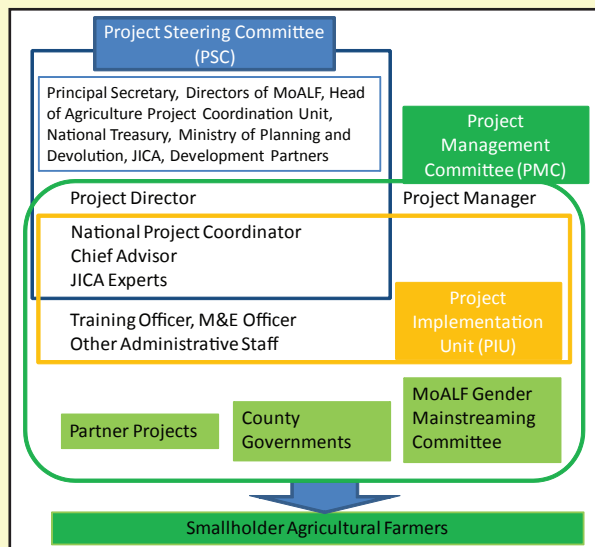 Project Steering Committee
(PSC)
Principal Secretary, Directors of MoALF, Head
of Agriculture Project Coordination Unit,
National Treasury, Ministry of Planning and
Devolution, JICA, Development Partners
Project
Management
Committee (PMC)
Project Director
Project Manager
National Project Coordinator
Chief Advisor
JICA Experts
Training Officer, M&E Officer
Other Administrative Staff
Project
Implementation
Unit (PIU)
Partner Projects
County
Governments
MoALF Gender
Mainstreaming
Committee
Smallholder Agricultural Farmers